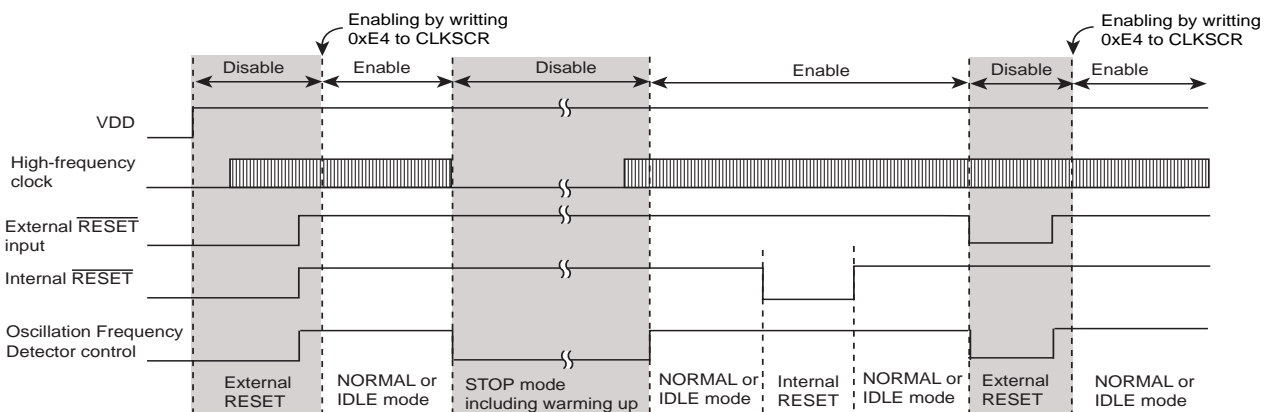 Enabling by writting
0xE4 to CLKSCR
Enabling by writting
0xE4 to CLKSCR
Disable
Enable
Disable
Enable
Disable
Enable
VDD
High-frequency
clock
External RESET
input
Internal RESET
Oscillation Frequency
Detector control
External
RESET
NORMAL or
IDLE mode
STOP mode
including warming up
NORMAL or
IDLE mode
Internal
RESET
NORMAL or
IDLE mode
External
RESET
NORMAL or
IDLE mode